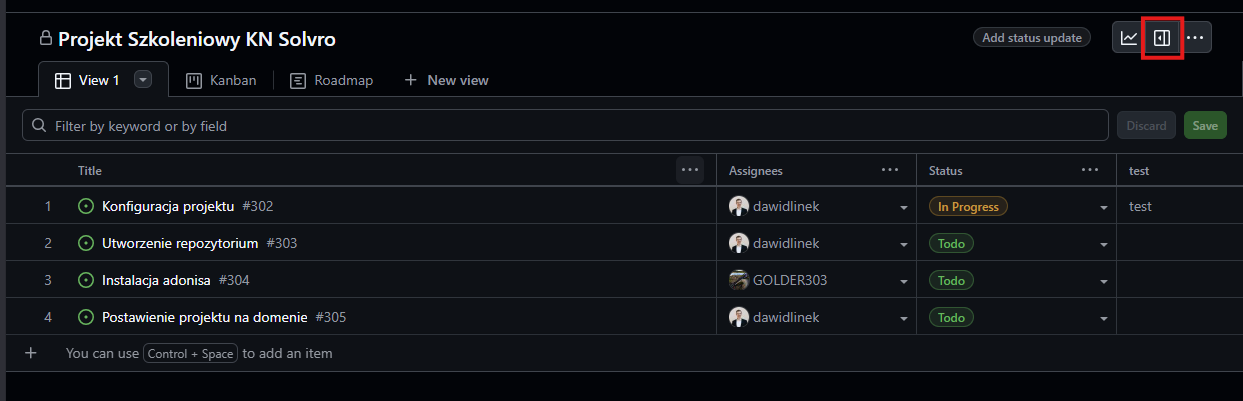 Projekt Szkoleniowy KN Solvro Add status update
View 1 Kanban Roadmap + New view
Filter by keyword or by field Discard Save
Title Assignees Status test
1 Konfiguracja projektu #302 dawidlinek In Progress test
2 Utworzenie repozytorium #303 dawidlinek Todo
3 Instalacja adonisa #304 GOLDER303 Todo
4 Postawienie projektu na domenie #305 dawidlinek Todo
+ You can use Control + Space to add an item